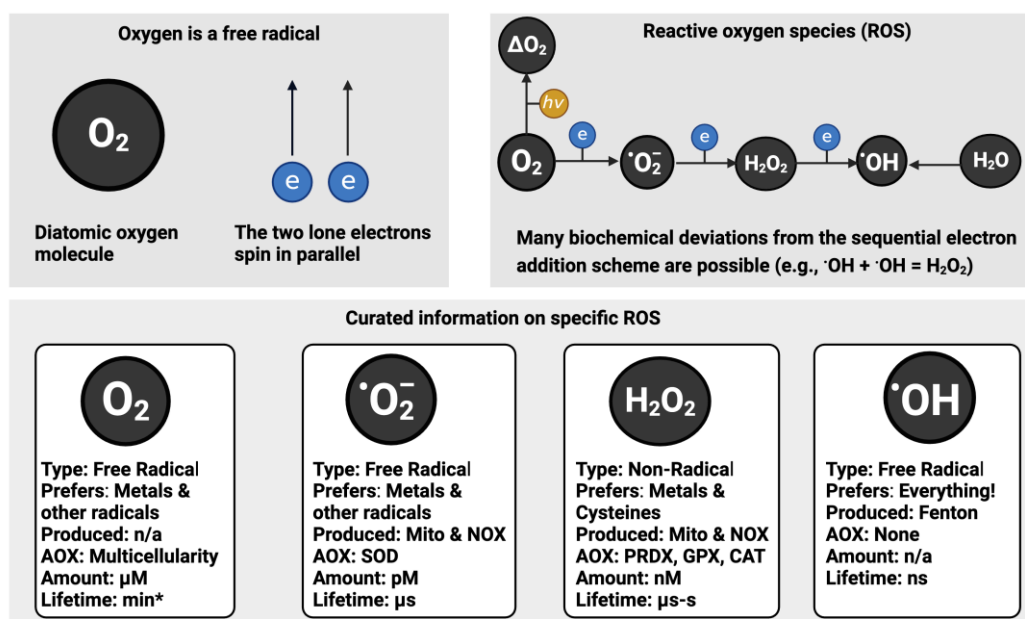 Oxygen is a free radical
O₂
e e
Diatomic oxygen
molecule
The two lone electrons
spin in parallel
Reactive oxygen species (ROS)
ΔO₂
hv
e e e
O₂ ˙O₂⁻ H₂O₂ ˙OH H₂O
Many biochemical deviations from the sequential electron
addition scheme are possible (e.g., ˙OH + ˙OH = H₂O₂)
Curated information on specific ROS
O₂
Type: Free Radical
Prefers: Metals &
other radicals
Produced: n/a
AOX: Multicellularity
Amount: µM
Lifetime: min*
˙O₂⁻
Type: Free Radical
Prefers: Metals &
other radicals
Produced: Mito & NOX
AOX: SOD
Amount: pM
Lifetime: µs
H₂O₂
Type: Non-Radical
Prefers: Metals &
Cysteines
Produced: Mito & NOX
AOX: PRDX, GPX, CAT
Amount: nM
Lifetime: µs-s
˙OH
Type: Free Radical
Prefers: Everything!
Produced: Fenton
AOX: None
Amount: n/a
Lifetime: ns